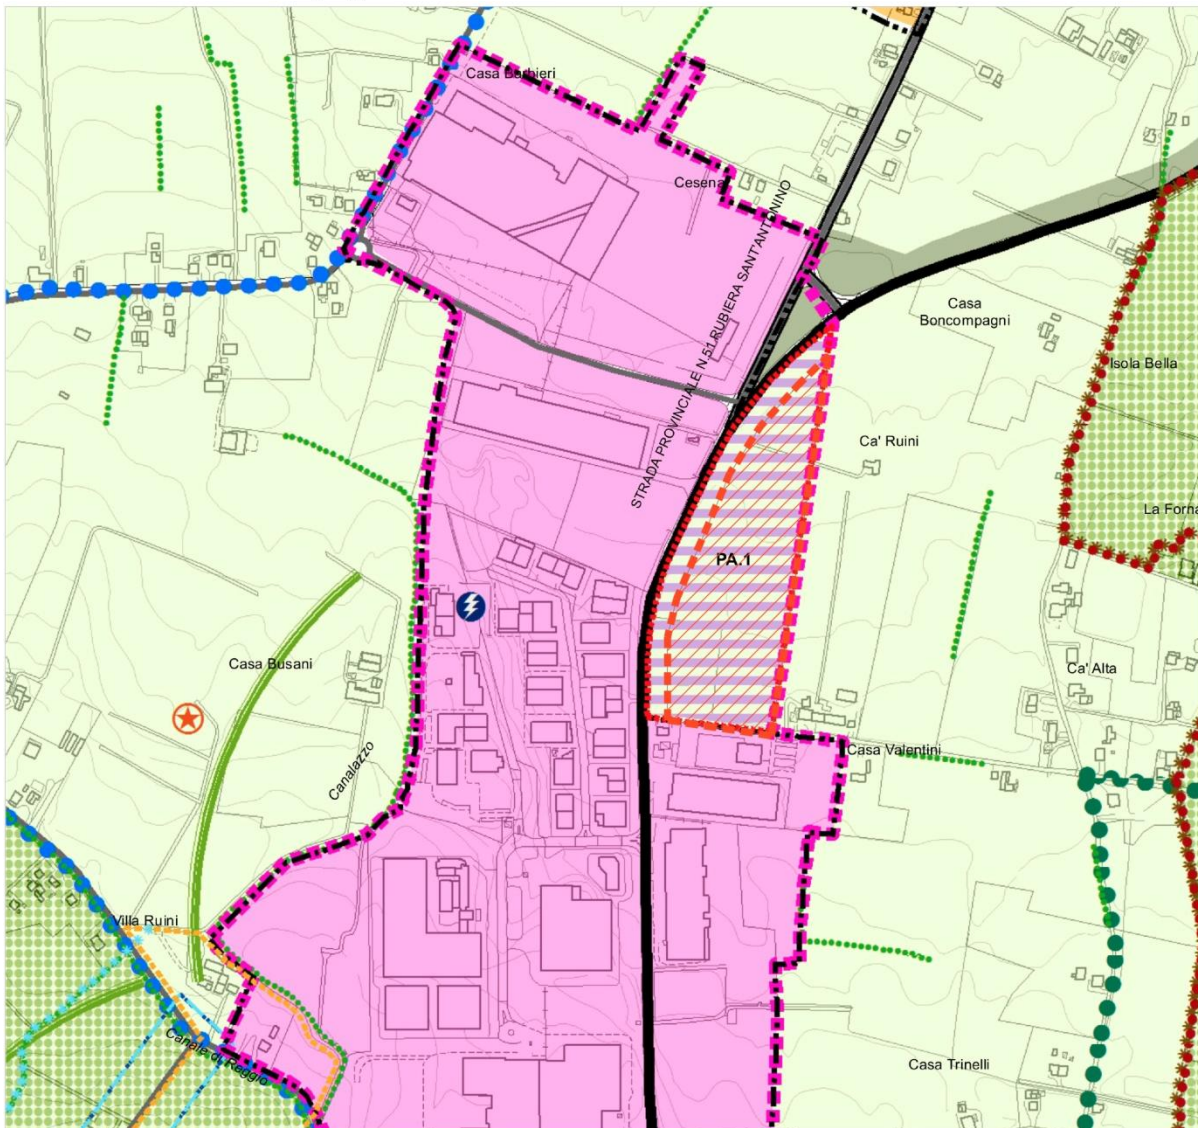 Casa Barbieri
Cesena
STRADA PROVINCIALE N.51 RUBIERA SANT'ANTONINO
Casa
Boncompagni
Isola Bella
Ca' Ruini
La Forna
PA.1
Casa Busani
Ca' Alta
Casa Valentini
Canalazzo
Villa Ruini
Canale di Reggio
Casa Trinelli